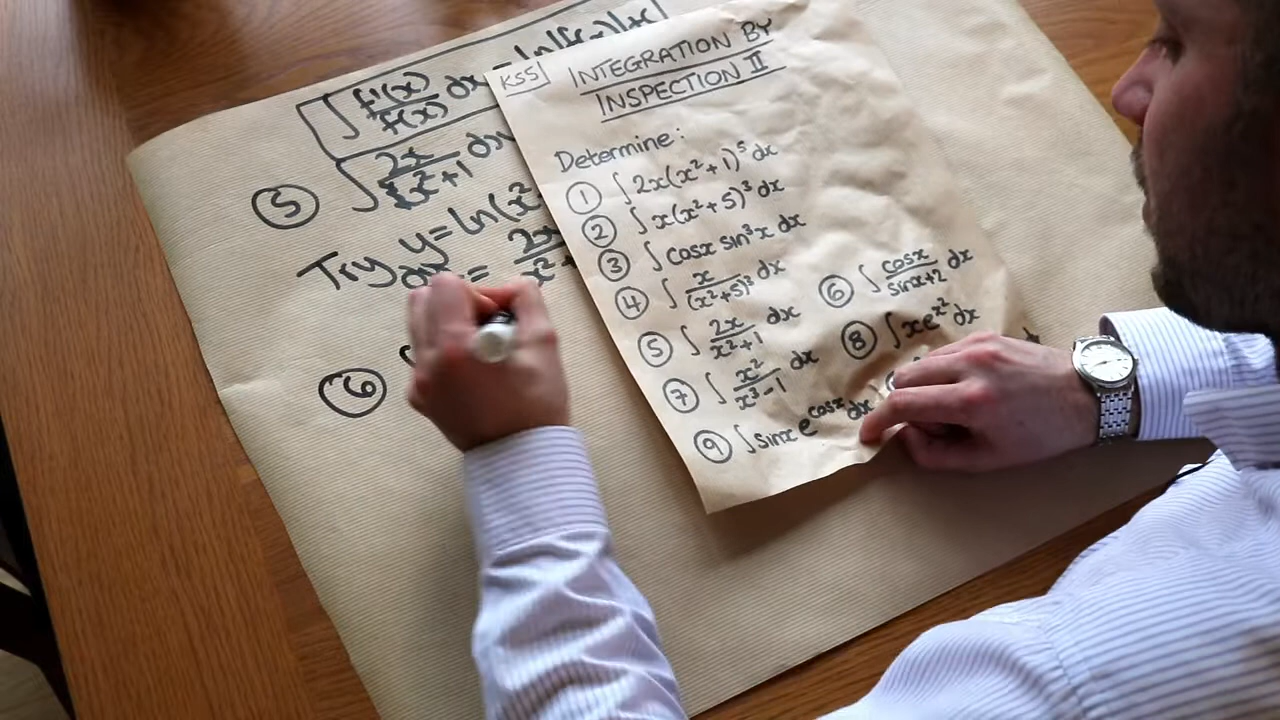 ∫ f'(x)/f(x) dx = ln|f(x)|
⑤ ∫ 2x/x²+1 dx
Try y = ln(x²
dy = 2x/x²+
⑥
KS5
INTEGRATION BY
INSPECTION II
Determine:
① ∫ 2x(x²+1)⁵ dx
② ∫ x(x²+5)³ dx
③ ∫ cosx sin³x dx
④ ∫ x/(x²+5)³ dx
⑤ ∫ 2x/x²+1 dx
⑥ ∫ cosx/sinx+2 dx
⑦ ∫ x²/x³-1 dx
⑧ ∫ xe^x² dx
⑨ ∫ sinx e^cosx dx